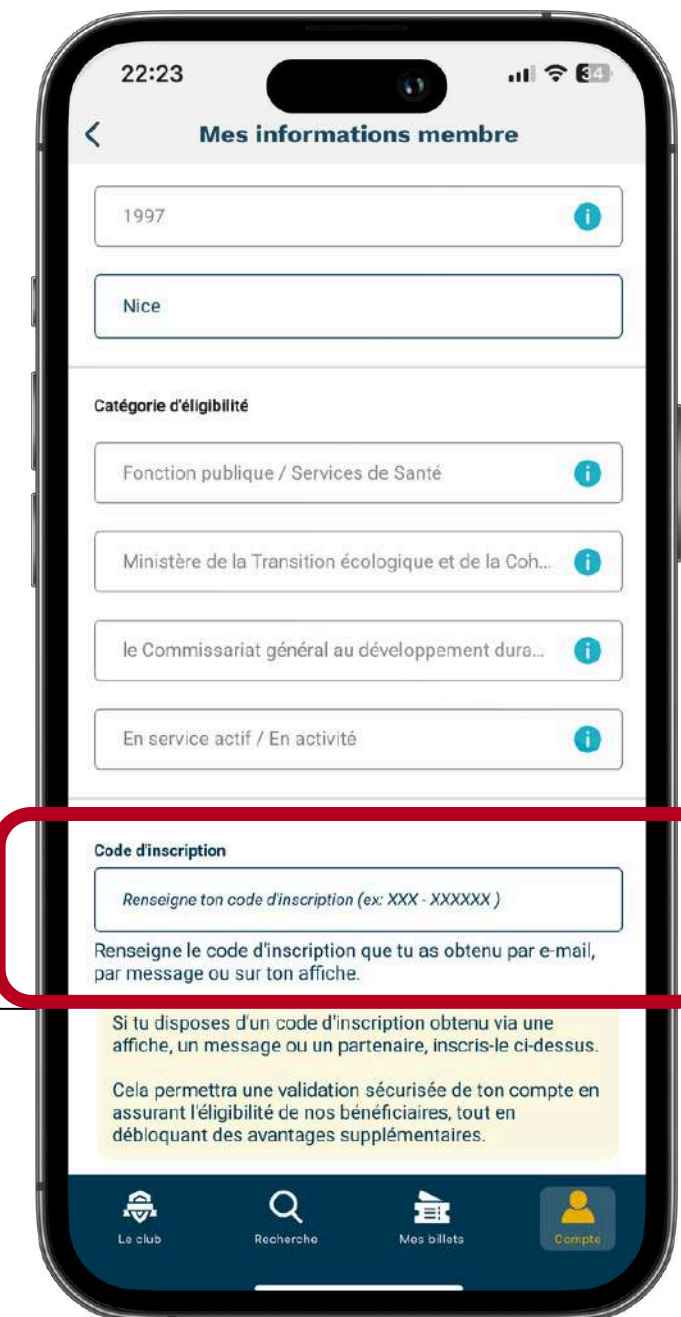 22:23
34
Mes informations membre
1997
Nice
Catégorie d'éligibilité
Fonction publique / Services de Santé
Ministère de la Transition écologique et de la Coh...
le Commissariat général au développement dura...
En service actif / En activité
Code d'inscription
Renseigne ton code d'inscription (ex: XXX - XXXXXX )
Renseigne le code d'inscription que tu as obtenu par e-mail,
par message ou sur ton affiche.
Si tu disposes d'un code d'inscription obtenu via une
affiche, un message ou un partenaire, inscris-le ci-dessus.
Cela permettra une validation sécurisée de ton compte en
assurant l'éligibilité de nos bénéficiaires, tout en
débloquant des avantages supplémentaires.
Le club Recherche Mes billets Compte